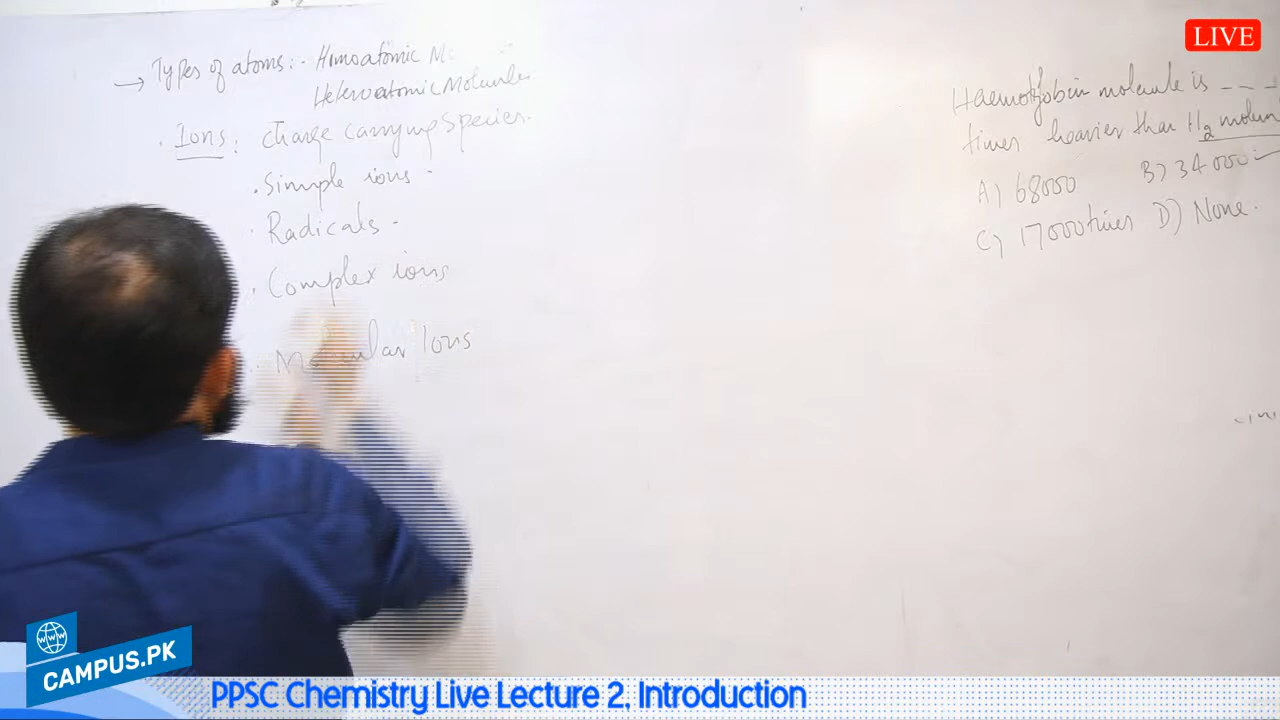 → Types of atoms:- Homoatomic
Heteroatomic Molecules
. Ions: Charge Carrying Species.
. Simple ions .
. Radicals -
. Complex ions
. Molecular Ions
Haemoglobin molecule is - - -
times heavier than H2
A) 68000 B) 34000
C) 17000 times D) None.
LIVE
WWW
CAMPUS.PK
PPSC Chemistry Live Lecture 2, Introduction